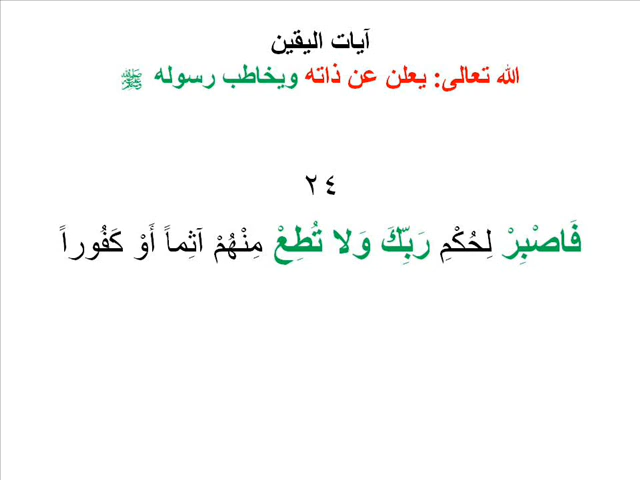 آيات اليقين
الله تعالى: يعلن عن ذاته ويخاطب رسوله ﷺ
٢٤
فَاصْبِرْ لِحُكْمِ رَبِّكَ وَلا تُطِعْ مِنْهُمْ آثِماً أَوْ كَفُوراً